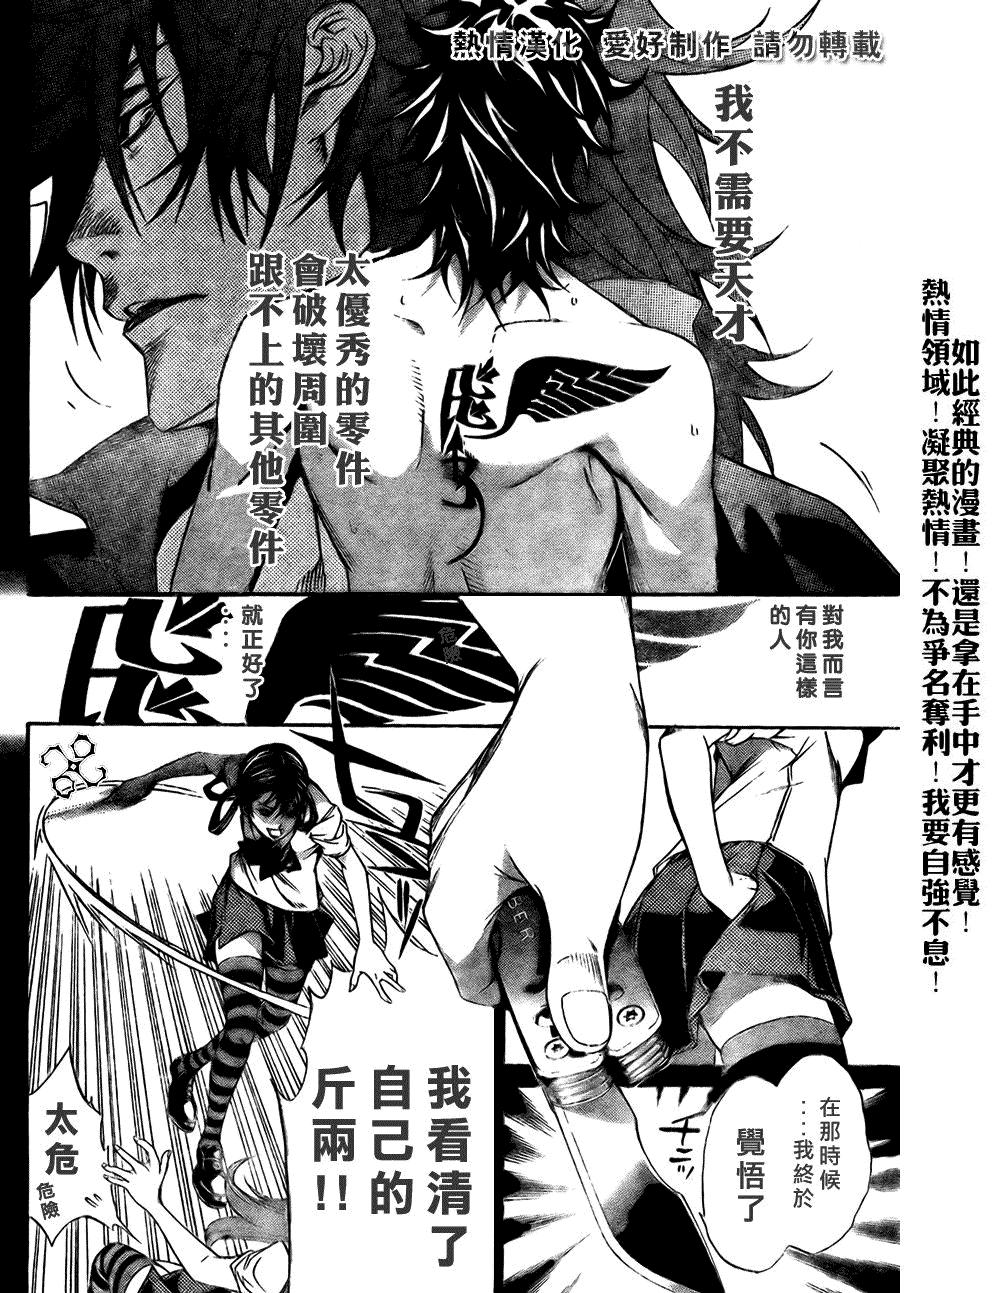 熱情漢化 愛好制作 請勿轉載
我不需要天才
太優秀的零件
會破壞周圍
跟不上的其他零件
如此經典的漫畫！還是拿在手中才更有感覺！
熱情領域！凝聚熱情！不為爭名奪利！我要自強不息！
對我而言
有你這樣
的人
危險
就正好了
…
BER
在那時候
…我終於
覺悟了
チキ
我看清了
自己的
斤兩!!
太危
危險